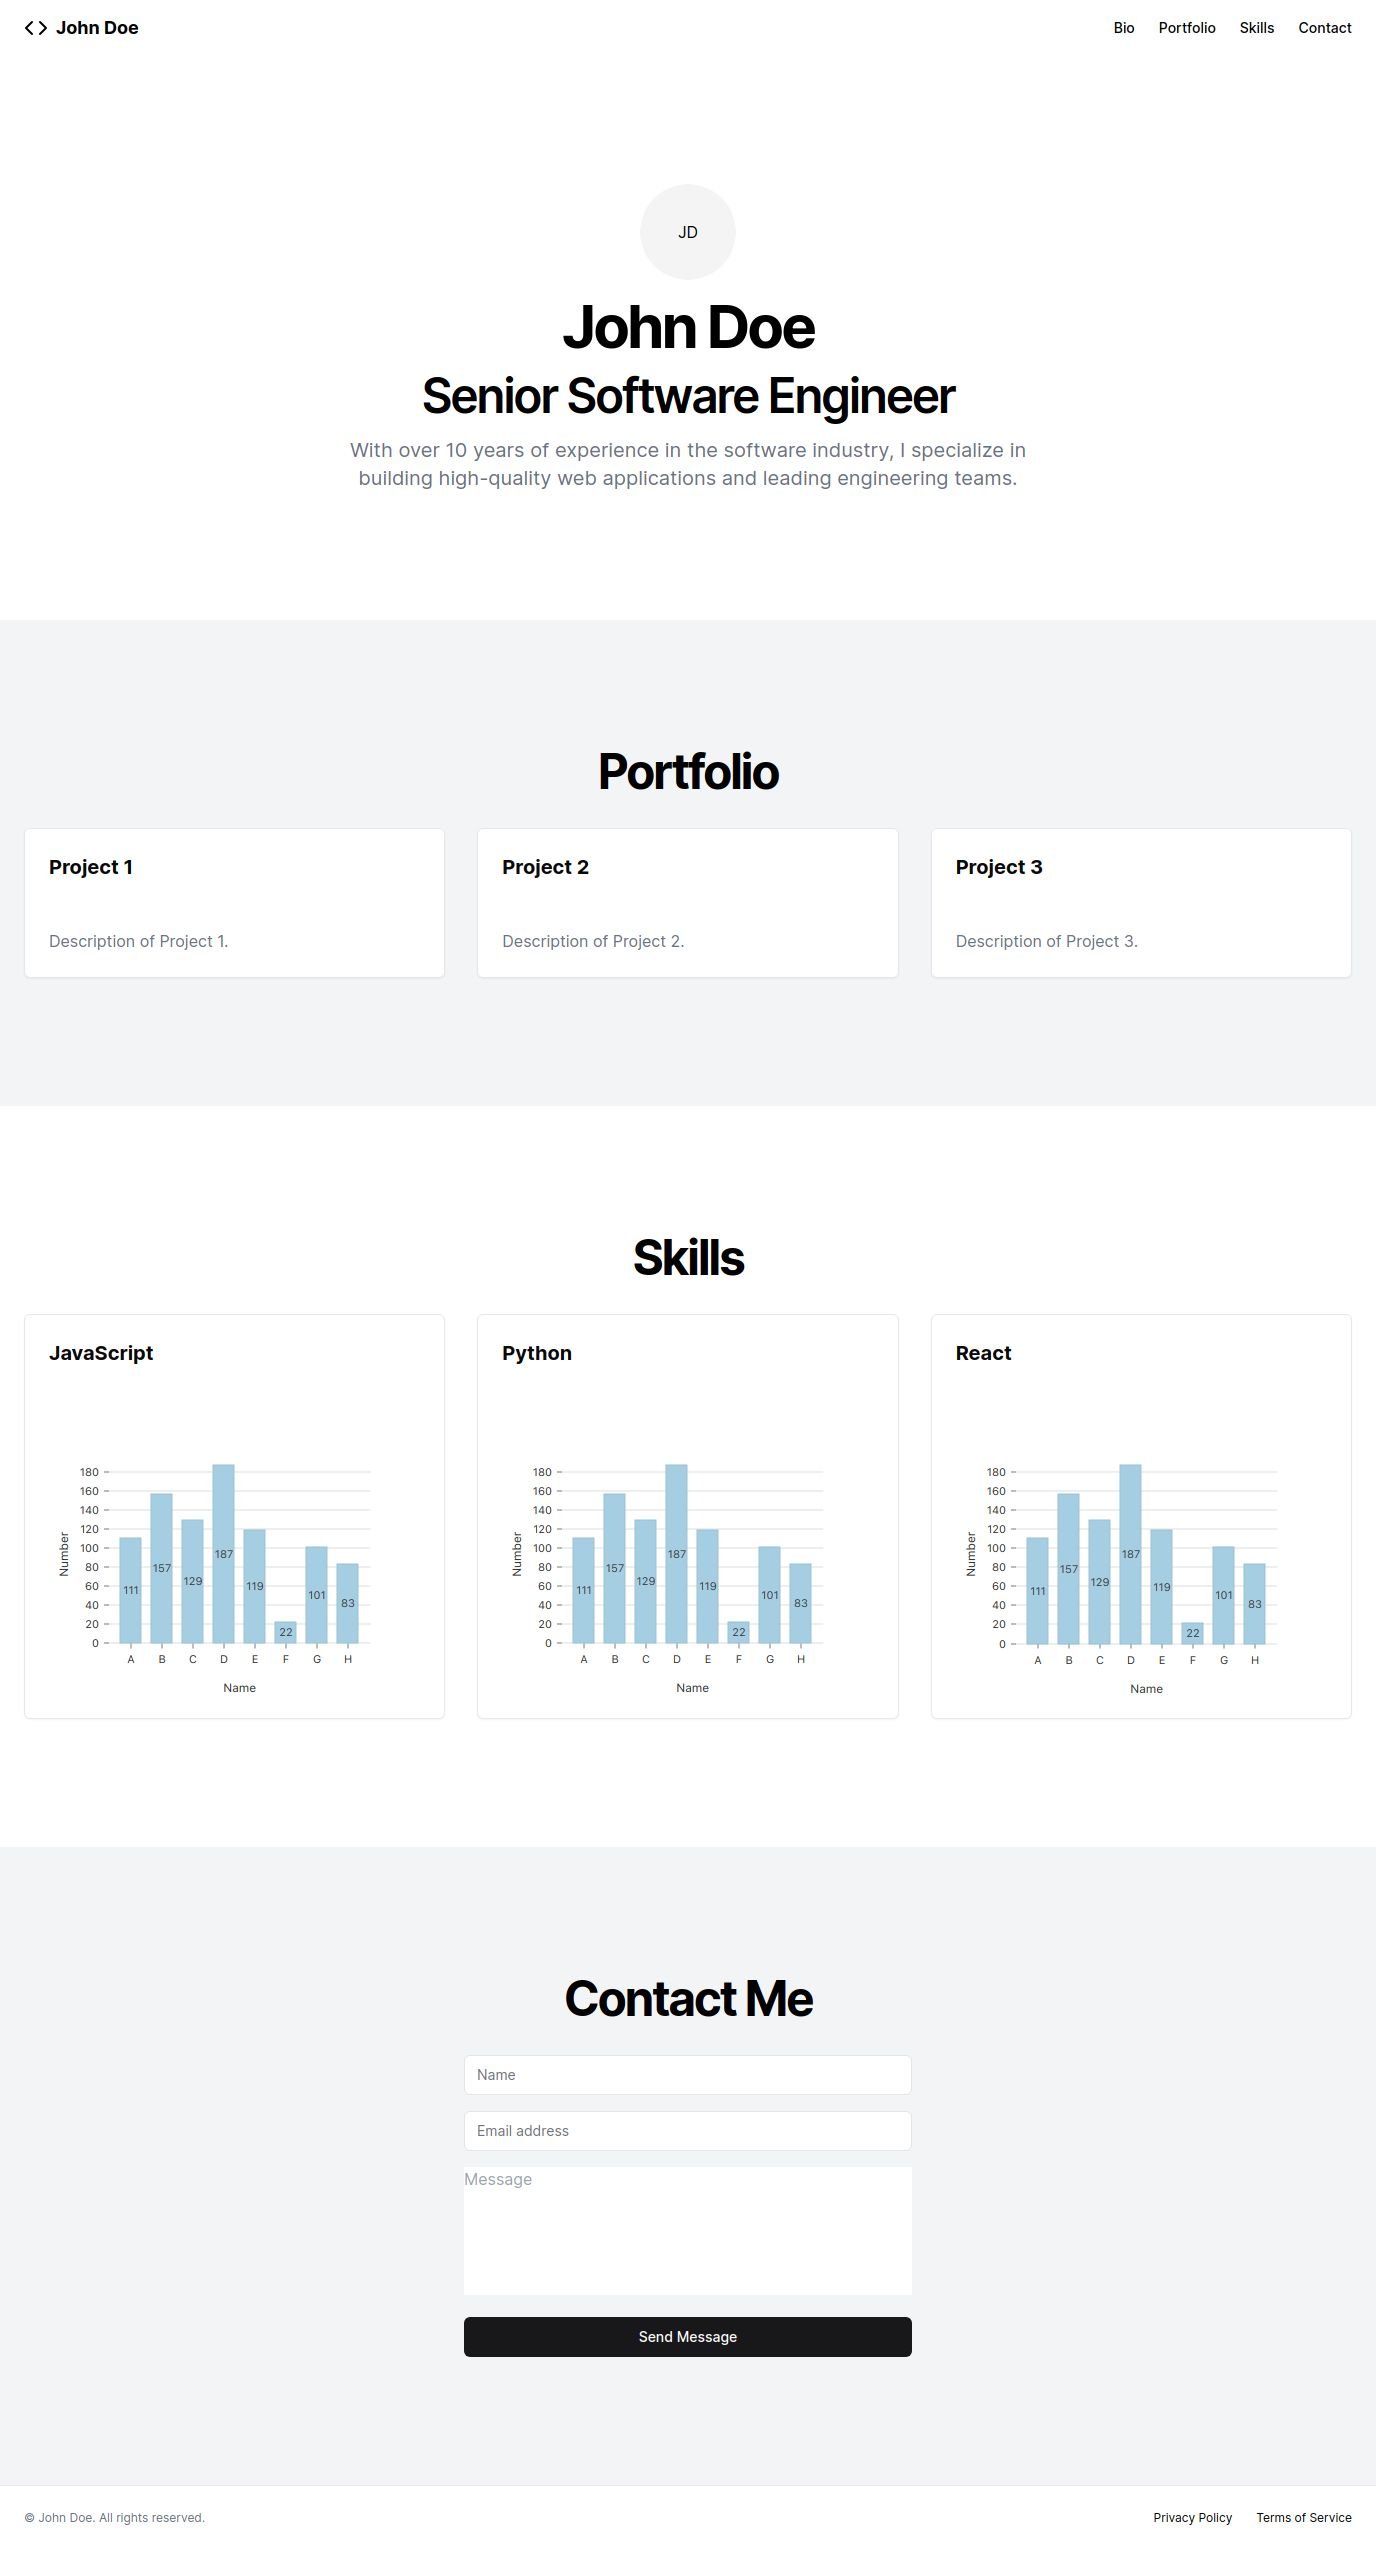 John Doe
Bio Portfolio Skills Contact
JD
John Doe
Senior Software Engineer
With over 10 years of experience in the software industry, I specialize in
building high-quality web applications and leading engineering teams.
Portfolio
Project 1
Description of Project 1.
Project 2
Description of Project 2.
Project 3
Description of Project 3.
Skills
JavaScript
Number
180
160
140
120
100
80
60
40
20
0
111 157 129 187 119 22 101 83
A B C D E F G H
Name
Python
Number
180
160
140
120
100
80
60
40
20
0
111 157 129 187 119 22 101 83
A B C D E F G H
Name
React
Number
180
160
140
120
100
80
60
40
20
0
111 157 129 187 119 22 101 83
A B C D E F G H
Name
Contact Me
Name
Email address
Message
Send Message
© John Doe. All rights reserved.
Privacy Policy Terms of Service